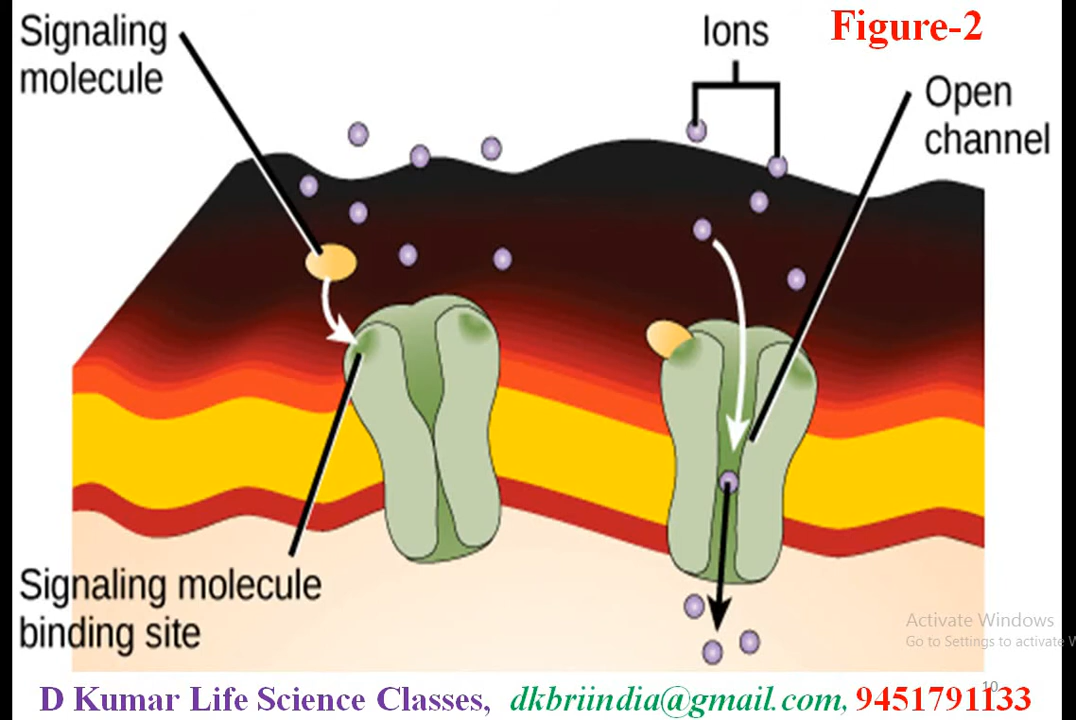 Signaling
molecule
Ions
Figure-2
Open
channel
Signaling molecule
binding site
Activate Windows
Go to Settings to activate W
10
D Kumar Life Science Classes, dkbriindia@gmail.com, 9451791133